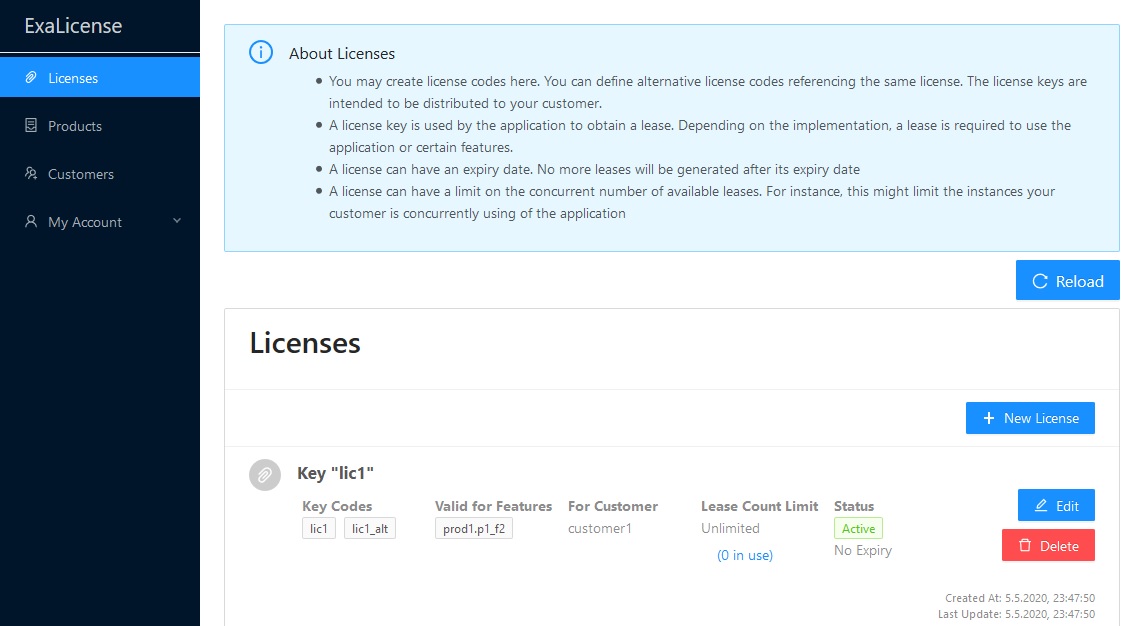 ExaLicense
Licenses
Products
Customers
My Account
About Licenses
You may create license codes here. You can define alternative license codes referencing the same license. The license keys are
intended to be distributed to your customer.
A license key is used by the application to obtain a lease. Depending on the implementation, a lease is required to use the
application or certain features.
A license can have an expiry date. No more leases will be generated after its expiry date
A license can have a limit on the concurrent number of available leases. For instance, this might limit the instances your
customer is concurrently using of the application
Reload
Licenses
New License
Key "lic1"
Key Codes Valid for Features For Customer Lease Count Limit Status
lic1 lic1_alt prod1.p1_f2 customer1 Unlimited Active
(0 in use) No Expiry
Edit
Delete
Created At: 5.5.2020, 23:47:50
Last Update: 5.5.2020, 23:47:50